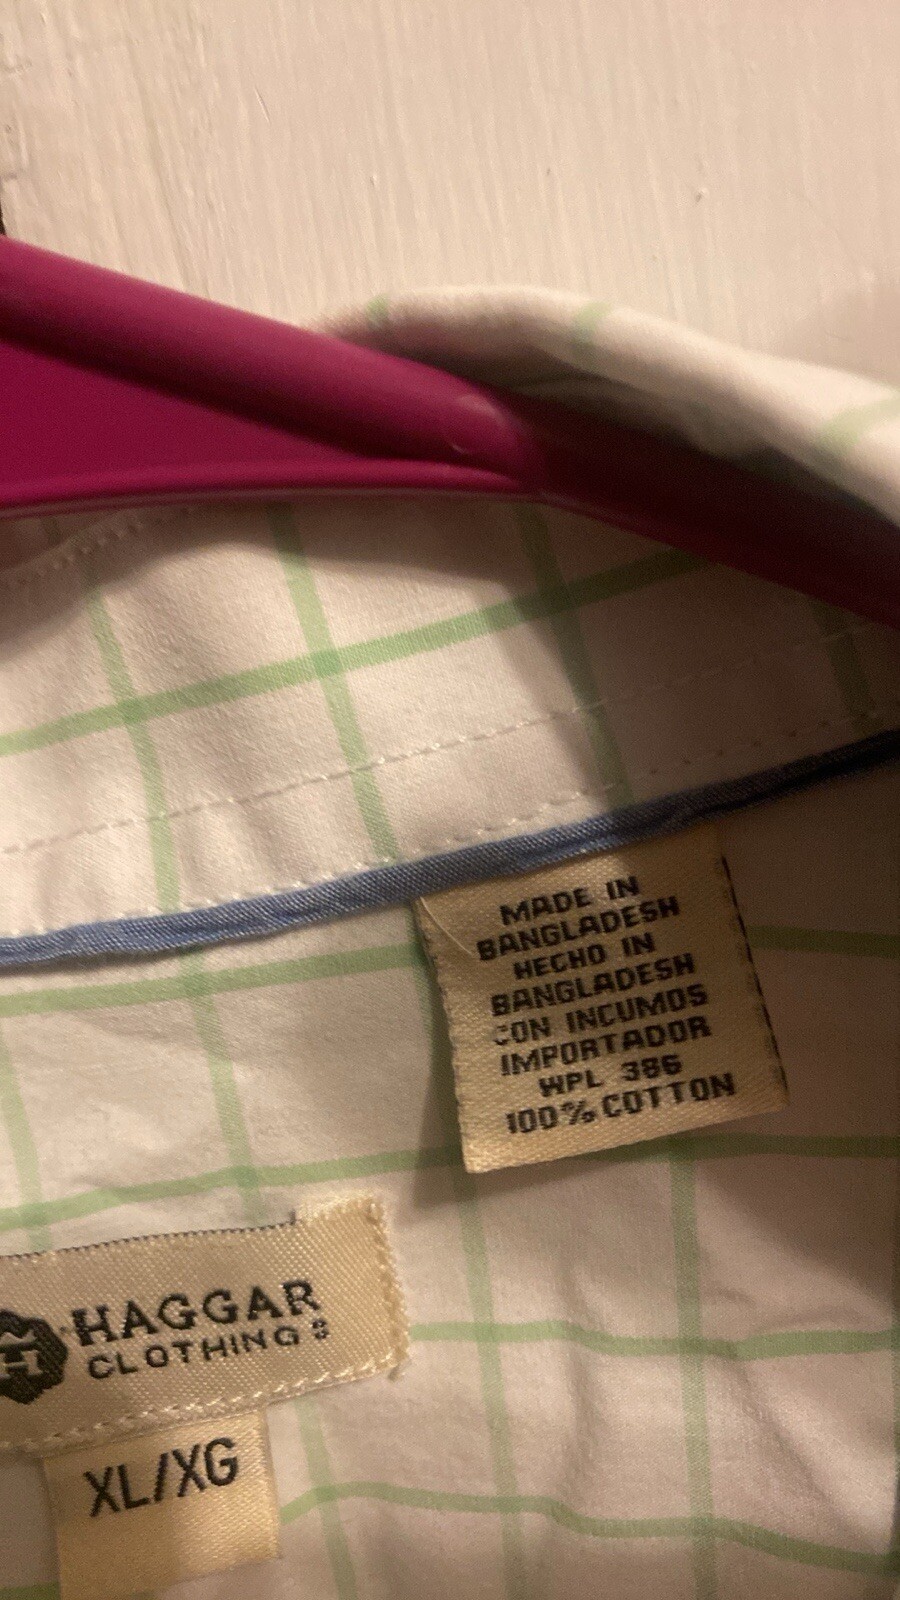 MADE IN
BANGLADESH
HECHO IN
BANGLADESH
CON INCUMOS
IMPORTADOR
WPL 386
100% COTTON
H HAGGAR
CLOTHING
XL/XG